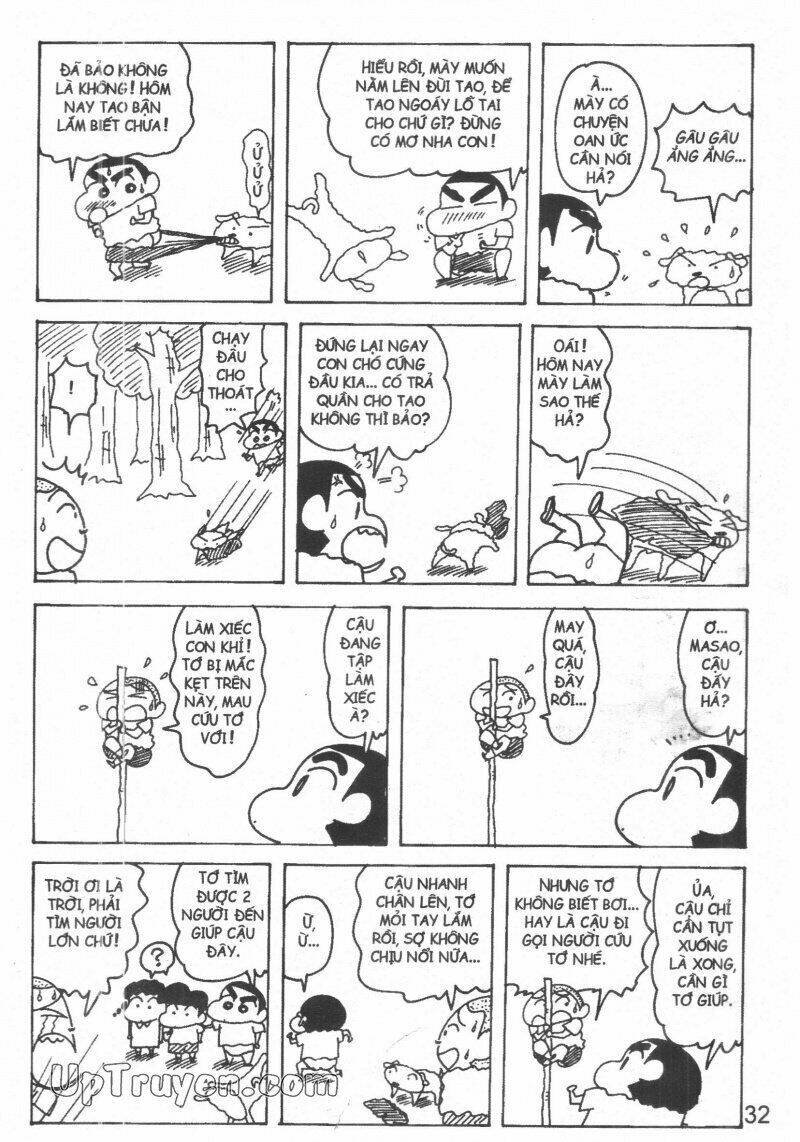 GÂU GÂU
ẲNG ẲNG...
À...
MÀY CÓ
CHUYỆN
OAN ỨC
CẦN NÓI
HẢ?
HIỂU RỒI, MÀY MUỐN
NẰM LÊN ĐÙI TAO, ĐỂ
TAO NGOÁY LỖ TAI
CHO CHỨ GÌ? ĐỪNG
CÓ MƠ NHA CON!
Ử
Ử
Ử
ĐÃ BẢO KHÔNG
LÀ KHÔNG! HÔM
NAY TAO BẬN
LẮM BIẾT CHƯA!
OÁI!
HÔM NAY
MÀY LÀM
SAO THẾ
HẢ?
ĐỨNG LẠI NGAY
CON CHÓ CỨNG
ĐẦU KIA... CÓ TRẢ
QUẦN CHO TAO
KHÔNG THÌ BẢO?
CHẠY
ĐẦU
CHO
THOÁT
...
!
Ơ...
MASAO,
CẬU
ĐẤY
HẢ?
MAY
QUÁ,
CẬU
ĐÂY
RỒI...
CẬU
ĐANG
TẬP
LÀM
XIẾC
À?
LÀM XIẾC
CON KHỈ!
TỚ BỊ MẮC
KẸT TRÊN
NÀY, MAU
CỨU TỚ
VỚI!
ỦA,
CẬU CHỈ
CẦN TỤT
XUỐNG
LÀ XONG,
CẦN GÌ
TỚ GIÚP.
NHƯNG TỚ
KHÔNG BIẾT BƠI...
HAY LÀ CẬU ĐI
GỌI NGƯỜI CỨU
TỚ NHÉ.
CẬU NHANH
CHÂN LÊN, TỚ
MỎI TAY LẮM
RỒI, SỢ KHÔNG
CHỊU NỔI NỮA...
Ừ,
Ừ...
TỚ TÌM
ĐƯỢC 2
NGƯỜI ĐẾN
GIÚP CẬU
ĐÂY.
?
TRỜI ƠI LÀ
TRỜI, PHẢI
TÌM NGƯỜI
LỚN CHỨ!
UpTruyen.com
32